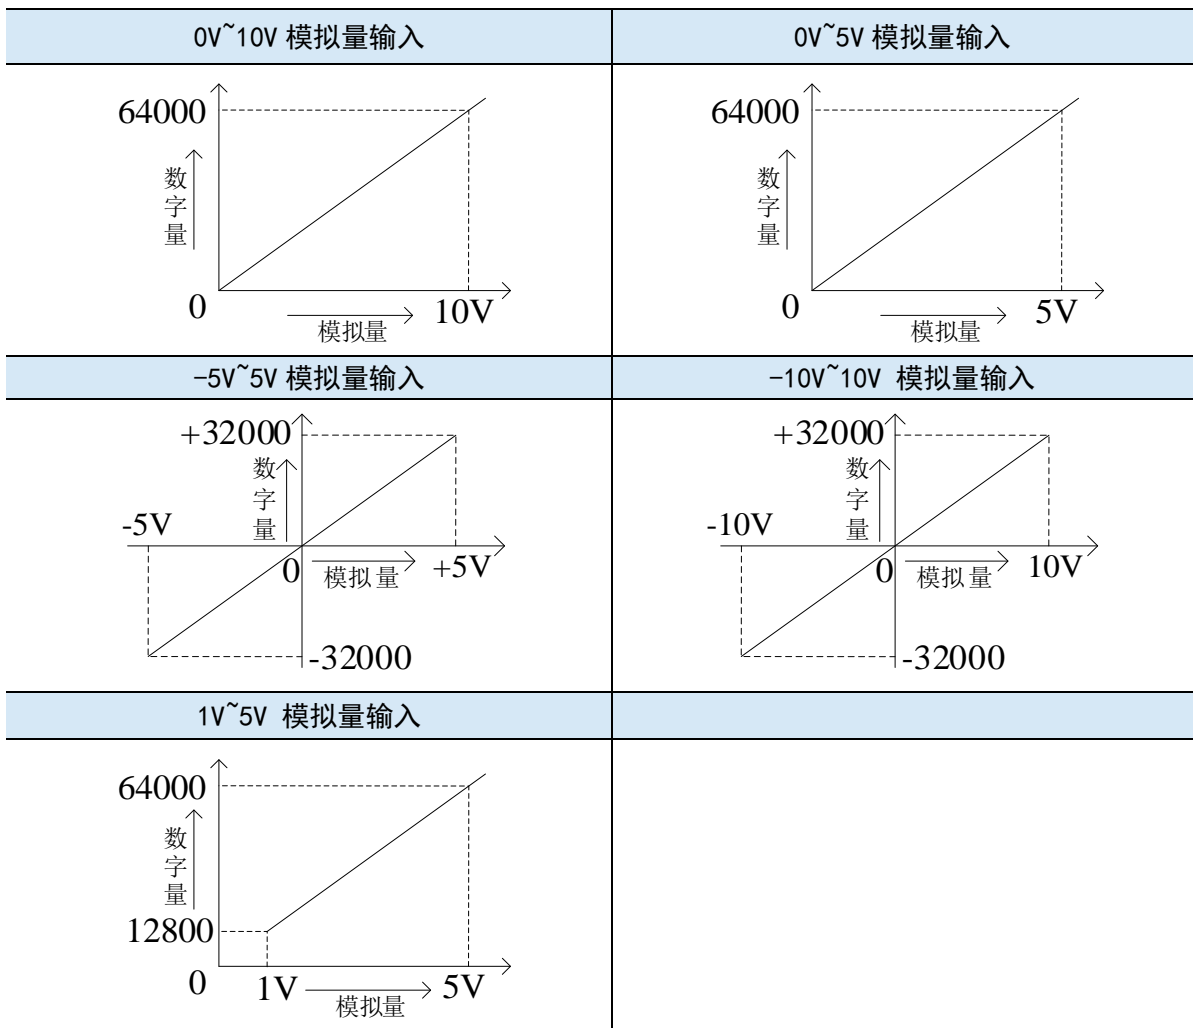 0V~10V 模拟量输入
0V~5V 模拟量输入
64000
数字量
0
模拟量
10V
64000
数字量
0
模拟量
5V
-5V~5V 模拟量输入
-10V~10V 模拟量输入
+32000
数字量
-5V
0
模拟量
+5V
-32000
+32000
数字量
-10V
0
模拟量
10V
-32000
1V~5V 模拟量输入
64000
数字量
12800
0
1V
模拟量
5V